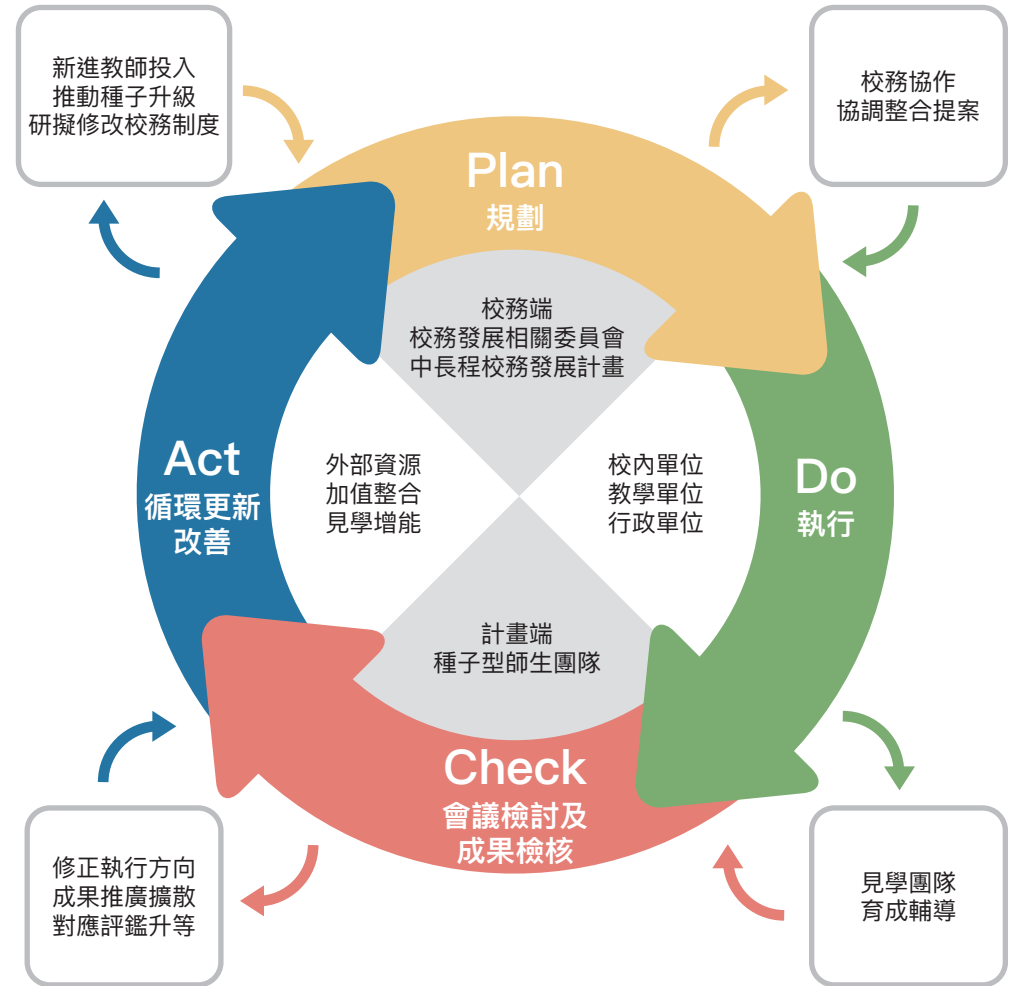 新進教師投入
推動種子升級
研擬修改校務制度
校務協作
協調整合提案
Plan
規劃
校務端
校務發展相關委員會
中長程校務發展計畫
Act
循環更新
改善
外部資源
加值整合
見學增能
校內單位
教學單位
行政單位
Do
執行
計畫端
種子型師生團隊
Check
會議檢討及
成果檢核
修正執行方向
成果推廣擴散
對應評鑑升等
見學團隊
育成輔導